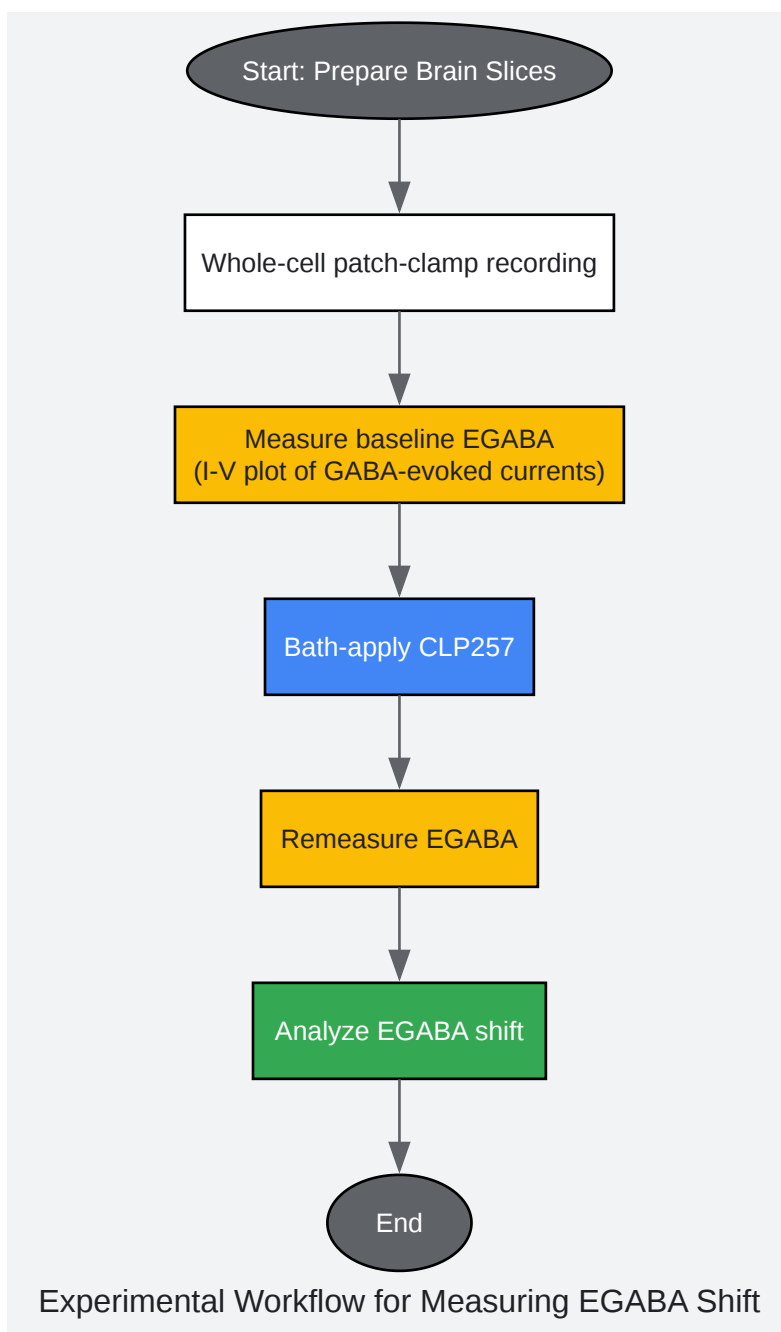 Start: Prepare Brain Slices
Whole-cell patch-clamp recording
Measure baseline EGABA
(I-V plot of GABA-evoked currents)
Bath-apply CLP257
Remeasure EGABA
Analyze EGABA shift
End
Experimental Workflow for Measuring EGABA Shift